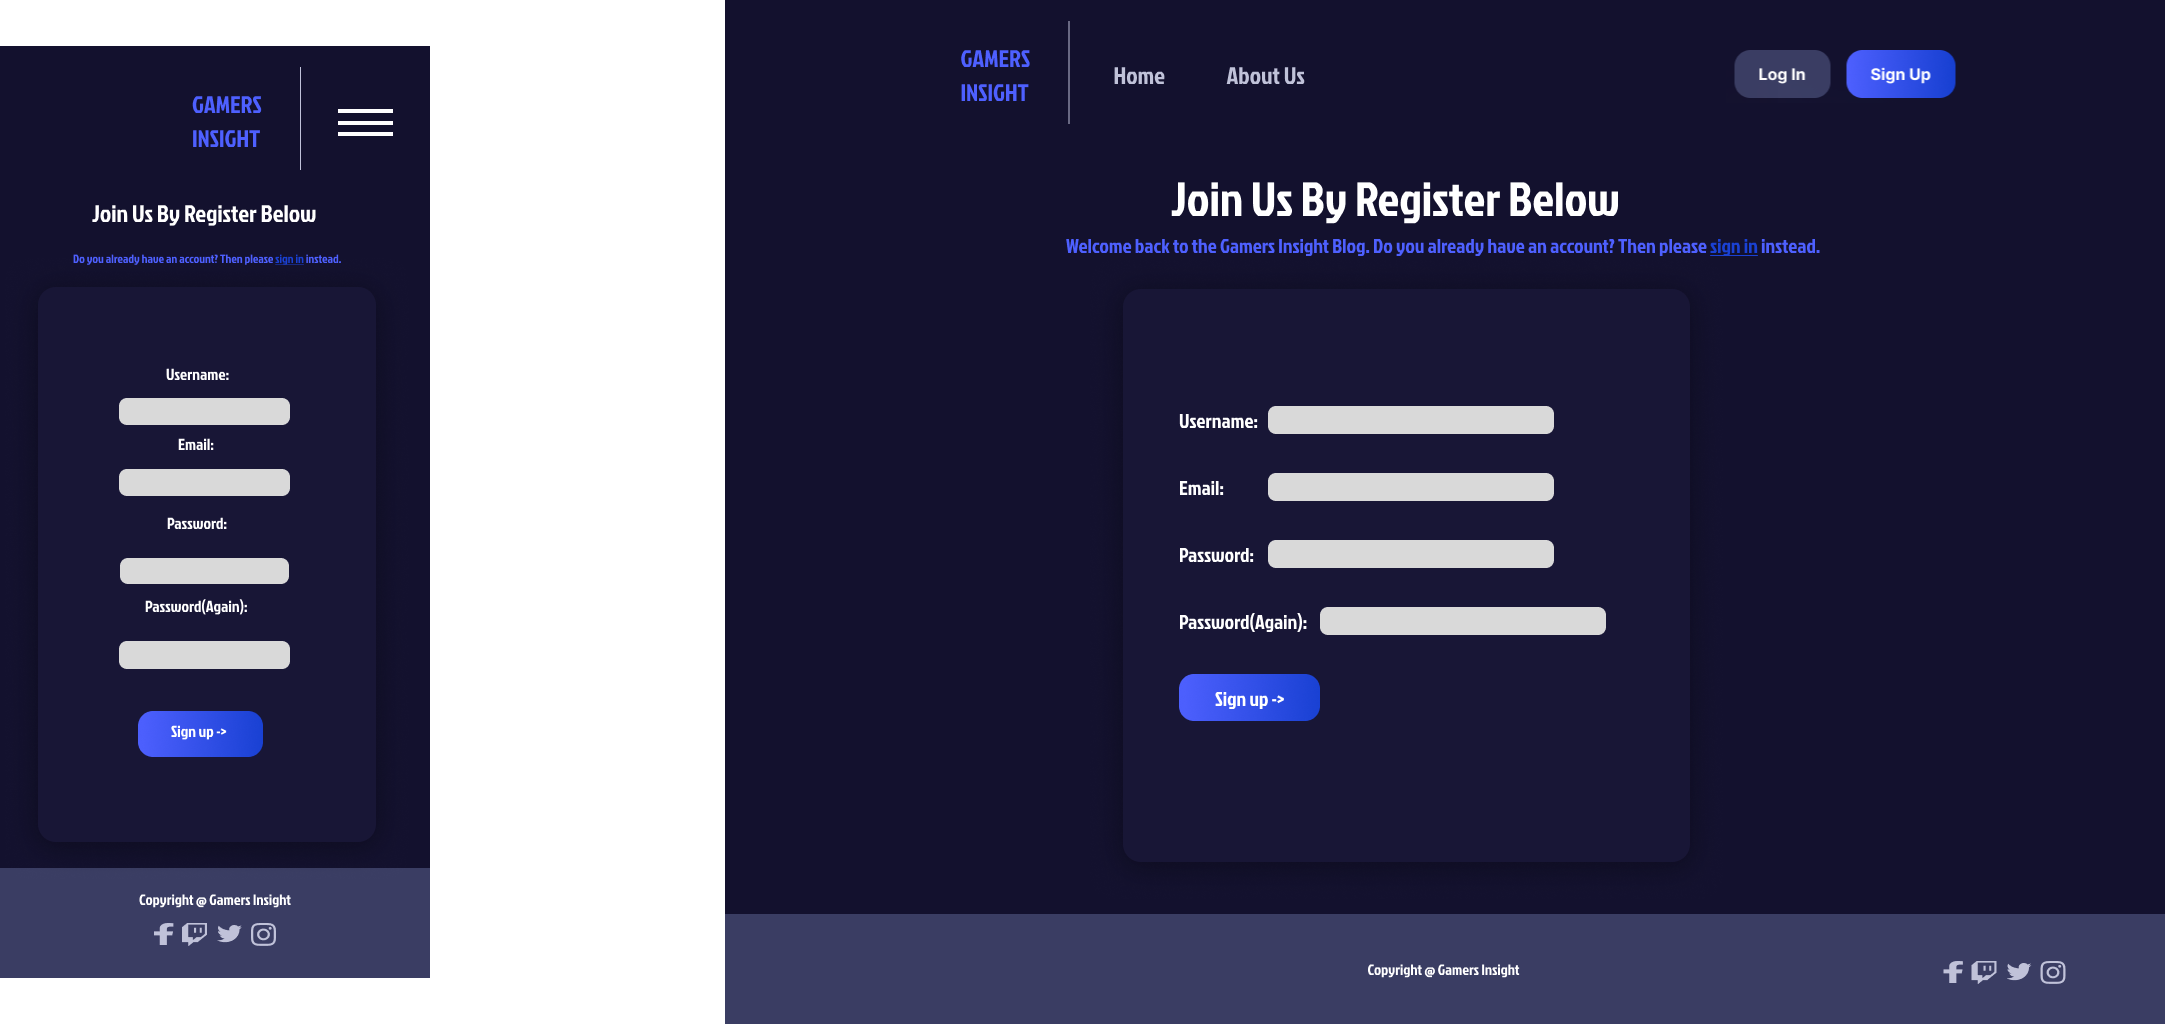 GAMERS
INSIGHT
Join Us By Register Below
Do you already have an account? Then please sign in instead.
Username:
Email:
Password:
Password(Again):
Sign up ->
Copyright @ Gamers Insight
GAMERS
INSIGHT
Home
About Us
Log In
Sign Up
Join Us By Register Below
Welcome back to the Gamers Insight Blog. Do you already have an account? Then please sign in instead.
Username:
Email:
Password:
Password(Again):
Sign up ->
Copyright @ Gamers Insight